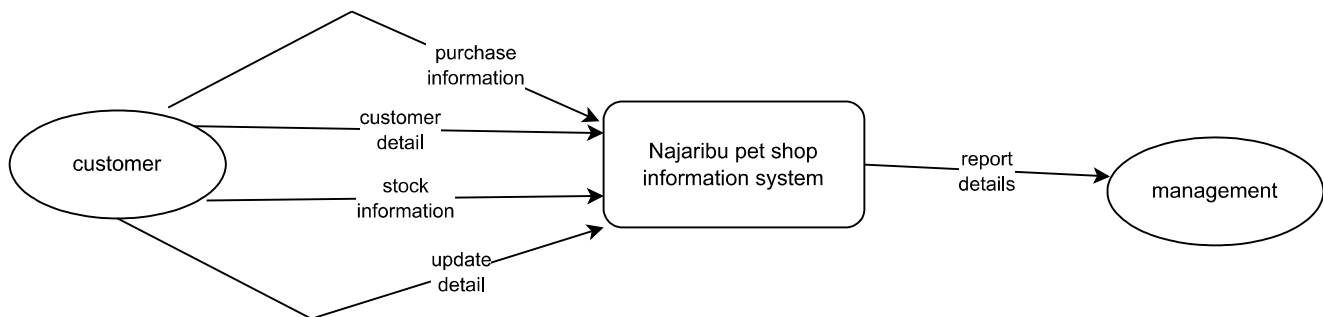 purchase
information
customer
detail
customer
stock
information
update
detail
Najaribu pet shop
information system
report
details
management